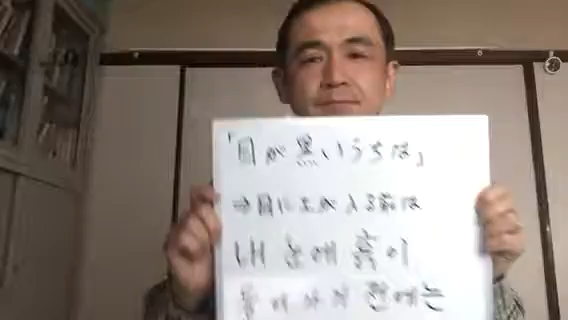 「目が黒いうちは」
⇒目に土が入る前は
내 눈에 흙이
들어가기 전에는